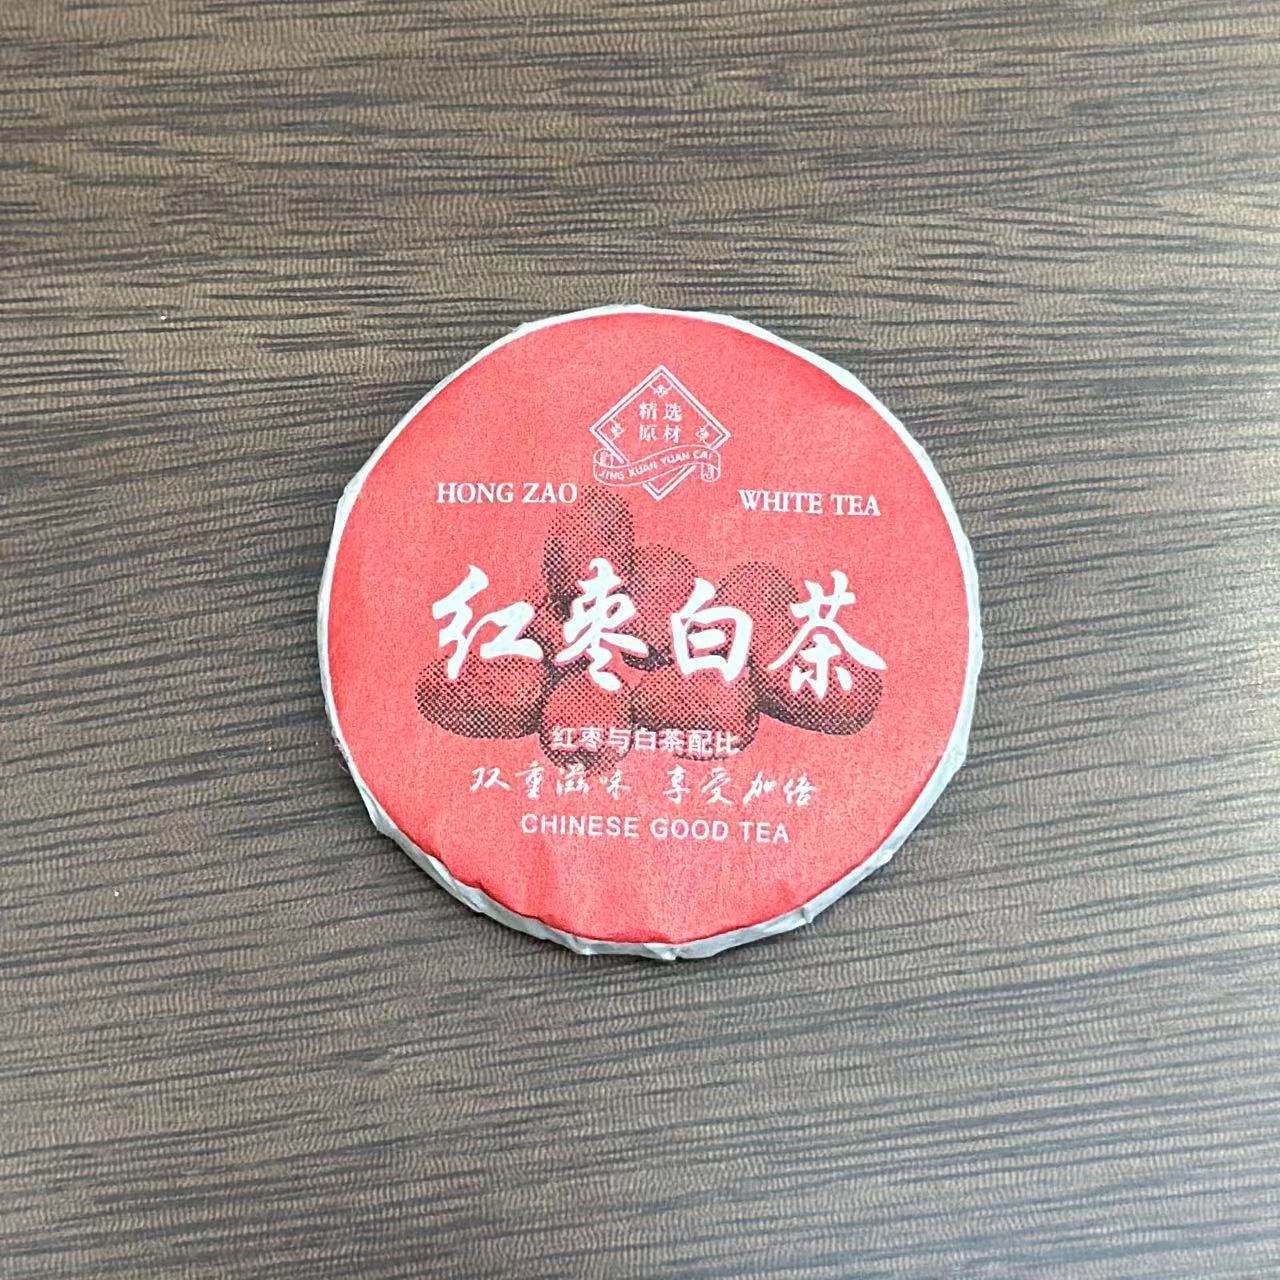 精选
原材
JING XUAN YUAN CAI
HONG ZAO WHITE TEA
红枣白茶
红枣与白茶配比
双重滋味 享受加倍
CHINESE GOOD TEA